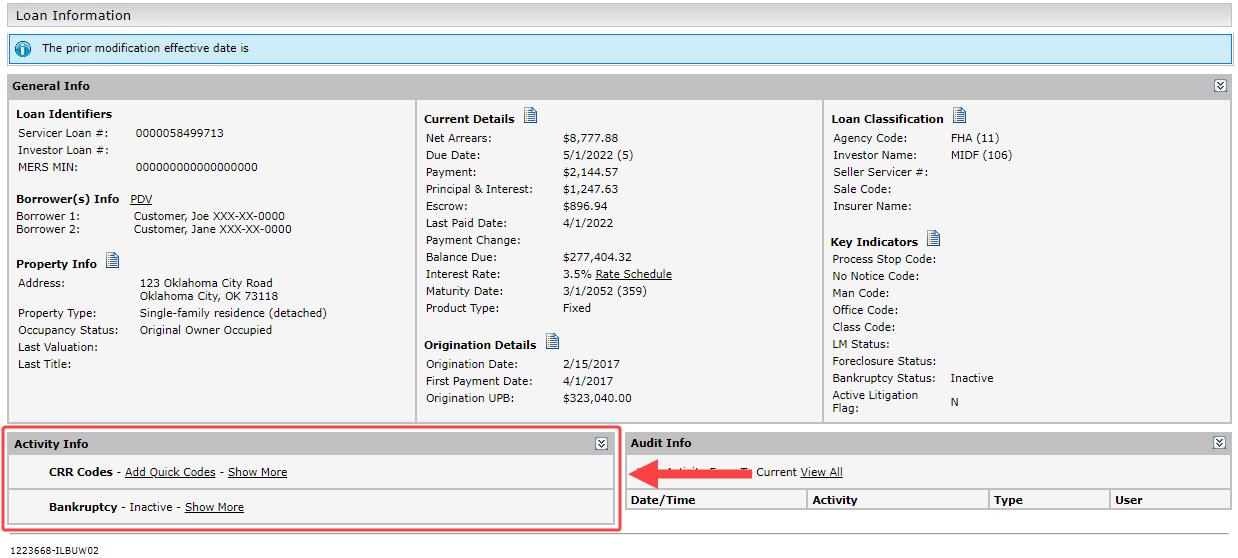 Loan Information
The prior modification effective date is
General Info
Loan Identifiers
Servicer Loan #: 0000058499713
Investor Loan #:
MERS MIN: 000000000000000000
Borrower(s) Info PDV
Borrower 1: Customer, Joe XXX-XX-0000
Borrower 2: Customer, Jane XXX-XX-0000
Property Info
Address: 123 Oklahoma City Road
Oklahoma City, OK 73118
Property Type: Single-family residence (detached)
Occupancy Status: Original Owner Occupied
Last Valuation:
Last Title:
Current Details
Net Arrears: $8,777.88
Due Date: 5/1/2022 (5)
Payment: $2,144.57
Principal & Interest: $1,247.63
Escrow: $896.94
Last Paid Date: 4/1/2022
Payment Change:
Balance Due: $277,404.32
Interest Rate: 3.5% Rate Schedule
Maturity Date: 3/1/2052 (359)
Product Type: Fixed
Origination Details
Origination Date: 2/15/2017
First Payment Date: 4/1/2017
Origination UPB: $323,040.00
Loan Classification
Agency Code: FHA (11)
Investor Name: MIDF (106)
Seller Servicer #:
Sale Code:
Insurer Name:
Key Indicators
Process Stop Code:
No Notice Code:
Man Code:
Office Code:
Class Code:
LM Status:
Foreclosure Status:
Bankruptcy Status: Inactive
Active Litigation
Flag: N
Activity Info
CRR Codes - Add Quick Codes - Show More
Bankruptcy - Inactive - Show More
Audit Info
Current View All
Date/Time Activity Type User
1223668-ILBUW02